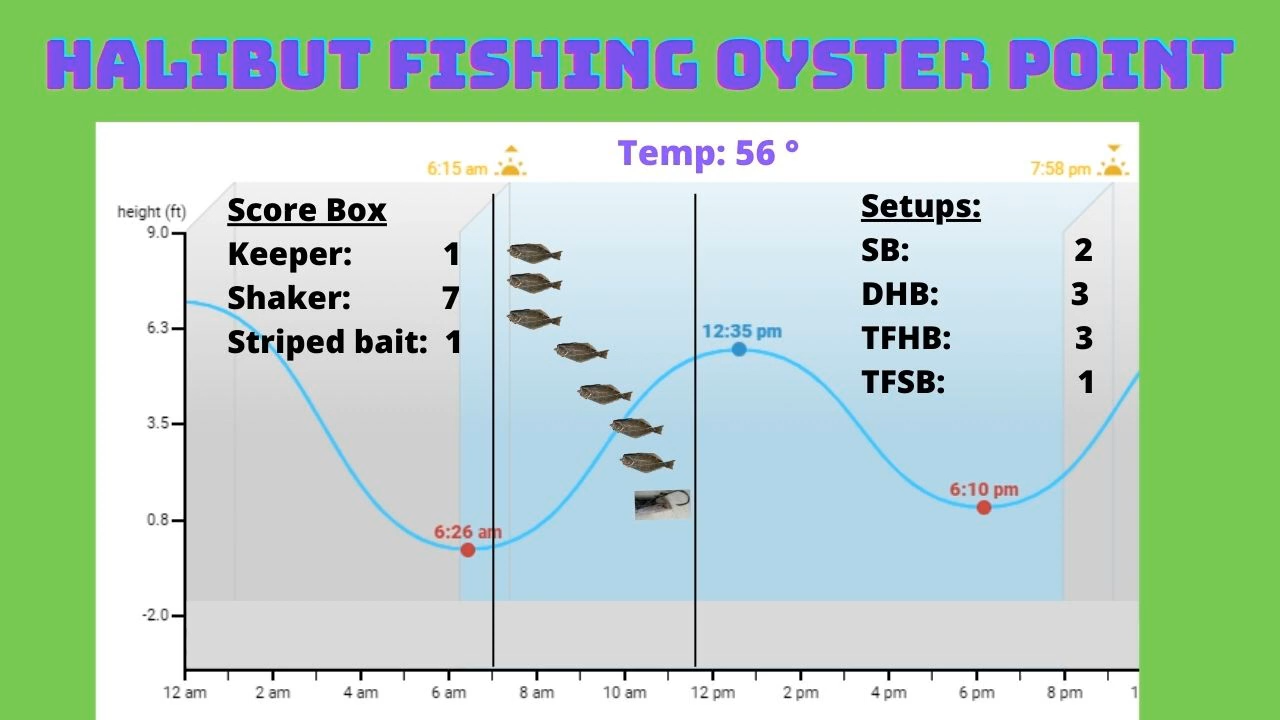 HALIBUT FISHING OYSTER POINT
Temp: 56 °
6:15 am
7:58 pm
height (ft)
Score Box
Keeper: 1
Shaker: 7
Striped bait: 1
Setups:
SB: 2
DHB: 3
TFHB: 3
TFSB: 1
9.0
6.3
3.5
0.8
-2.0
12:35 pm
6:26 am
6:10 pm
12 am 2 am 4 am 6 am 8 am 10 am 12 pm 2 pm 4 pm 6 pm 8 pm 1